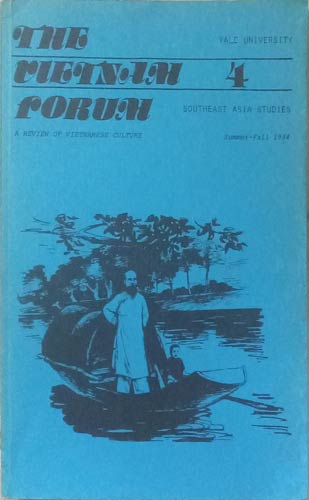 THE
VIETNAM
FORUM
A REVIEW OF VIETNAMESE CULTURE
YALE UNIVERSITY
4
SOUTHEAST ASIA STUDIES
Summer-Fall 1984